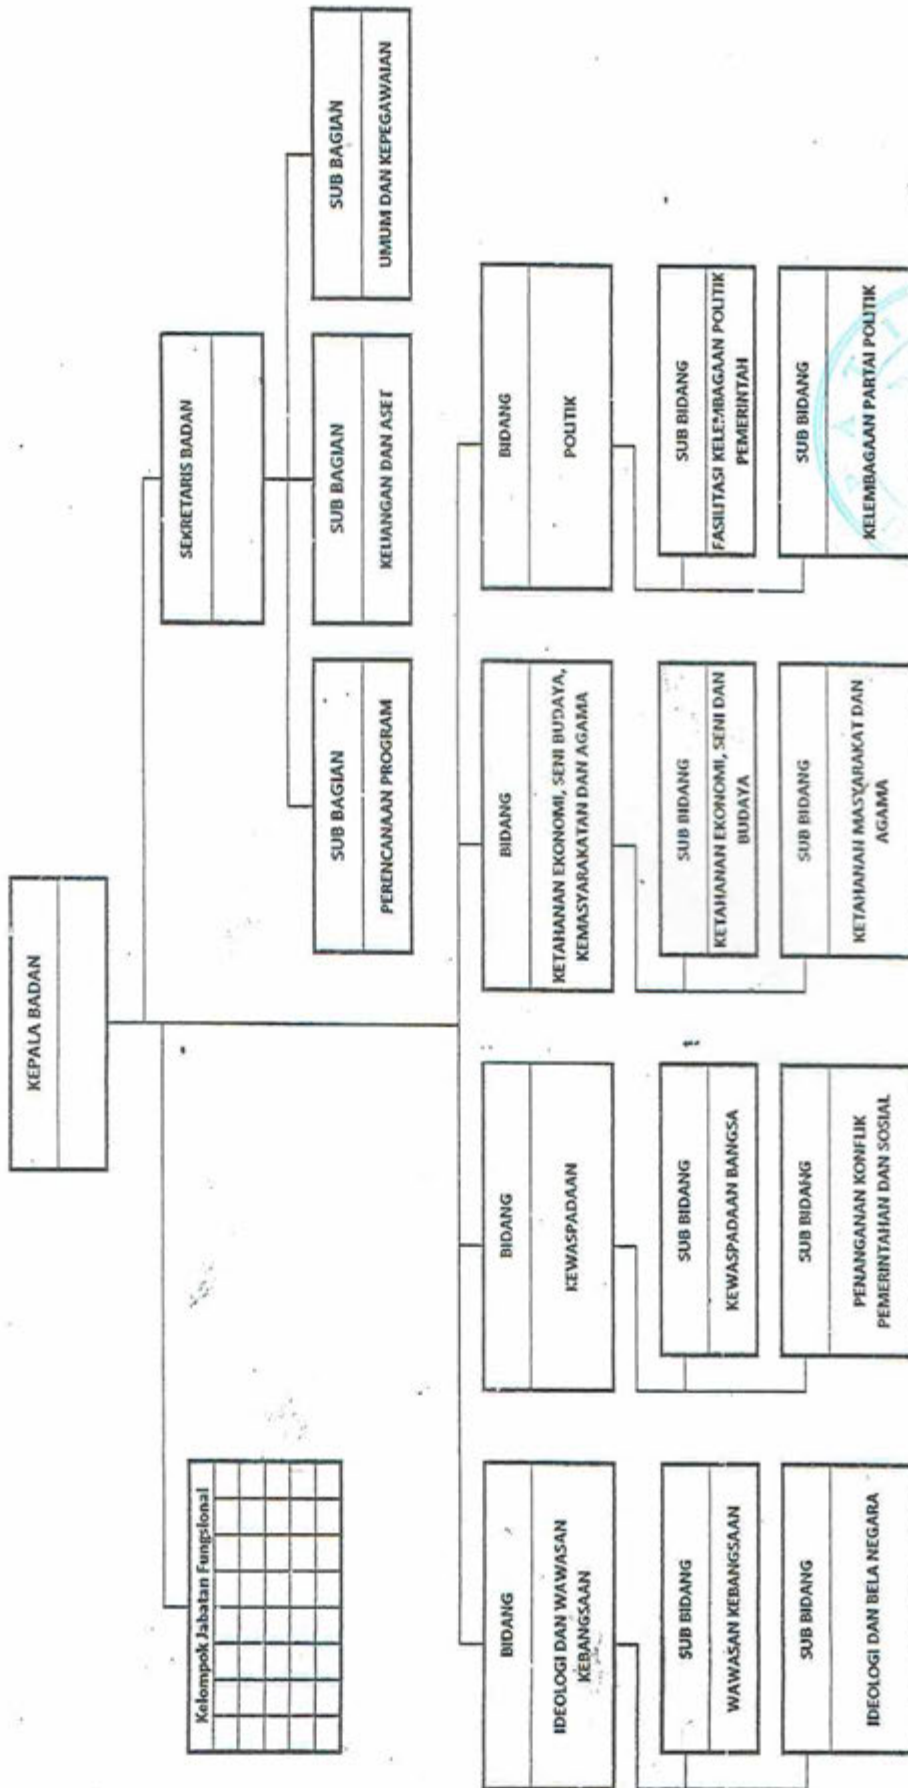 KEPALA BADAN
SEKRETARIS BADAN
Kelompok Jabatan Fungsional
SUB BAGIAN
PERENCANAAN PROGRAM
SUB BAGIAN
KEUANGAN DAN ASET
SUB BAGIAN
UMUM DAN KEPEGAWAIAN
BIDANG
IDEOLOGI DAN WAWASAN
KEBANGSAAN
BIDANG
KEWASPADAAN
BIDANG
KETAHANAN EKONOMI, SENI BUDAYA,
KEMASYARAKATAN DAN AGAMA
BIDANG
POLITIK
SUB BIDANG
WAWASAN KEBANGSAAN
SUB BIDANG
KEWASPADAAN BANGSA
SUB BIDANG
KETAHANAN EKONOMI, SENI DAN
BUDAYA
SUB BIDANG
FASILITASI KELEMBAGAAN POLITIK
PEMERINTAH
SUB BIDANG
IDEOLOGI DAN BELA NEGARA
SUB BIDANG
PENANGANAN KONFLIK
PEMERINTAHAN DAN SOSIAL
SUB BIDANG
KETAHANAN MASYARAKAT DAN
AGAMA
SUB BIDANG
KELEMBAGAAN PARTAI POLITIK